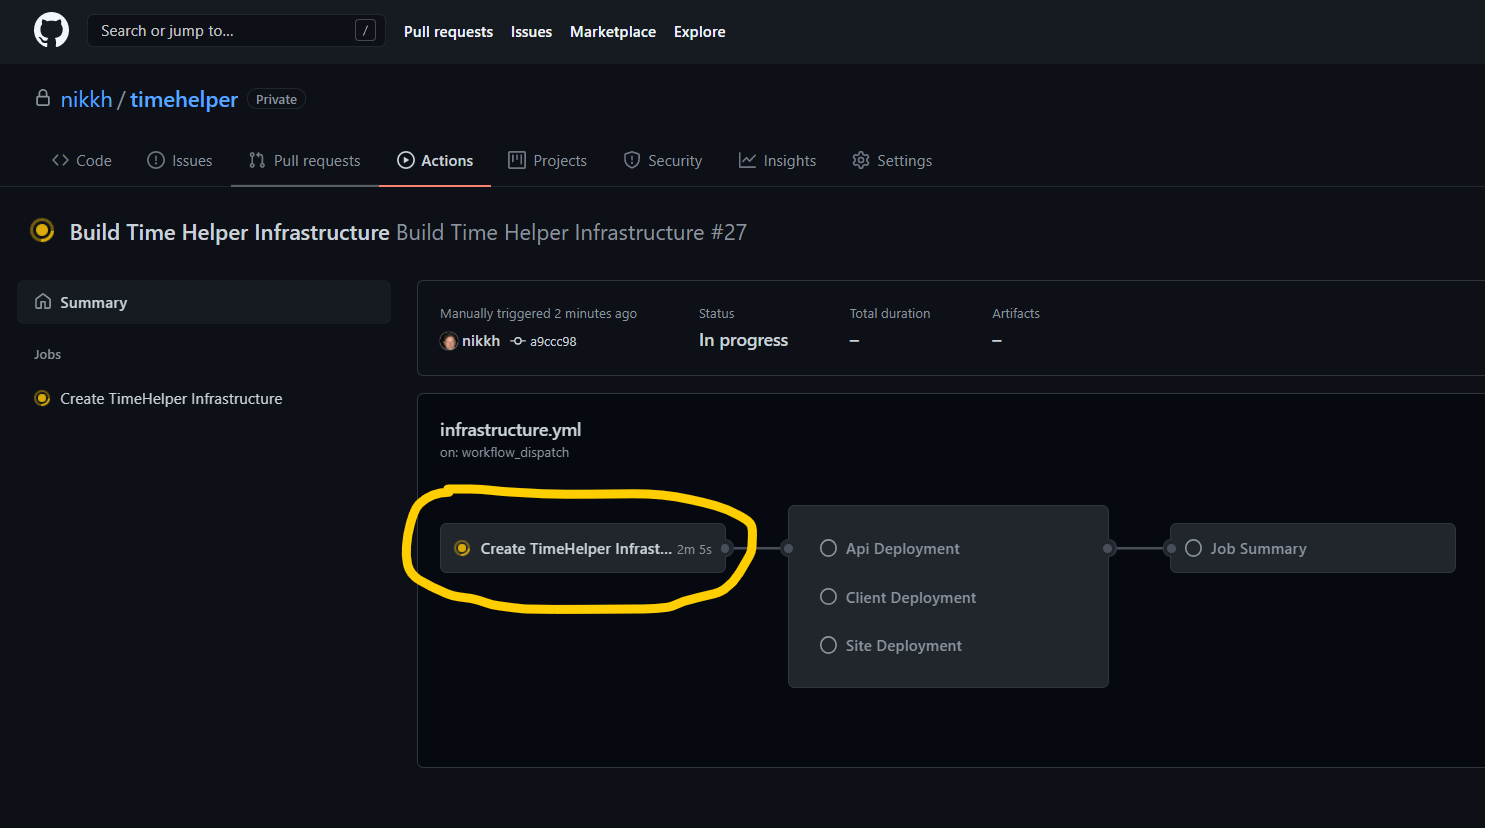 Search or jump to... /
Pull requests Issues Marketplace Explore
nikkh / timehelper Private
Code Issues Pull requests Actions Projects Security Insights Settings
Build Time Helper Infrastructure Build Time Helper Infrastructure #27
Summary
Jobs
Create TimeHelper Infrastructure
Manually triggered 2 minutes ago Status Total duration Artifacts
nikkh a9ccc98 In progress – –
infrastructure.yml
on: workflow_dispatch
Create TimeHelper Infrast... 2m 5s
Api Deployment
Client Deployment
Site Deployment
Job Summary